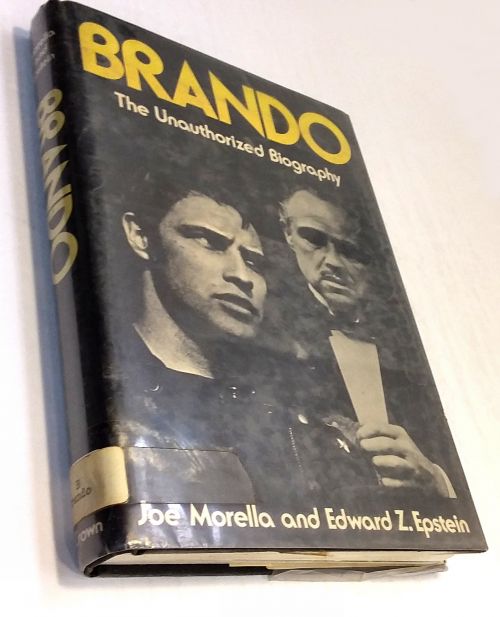 BRANDO
The Unauthorized Biography
Joe Morella and Edward Z. Epstein
BRANDO